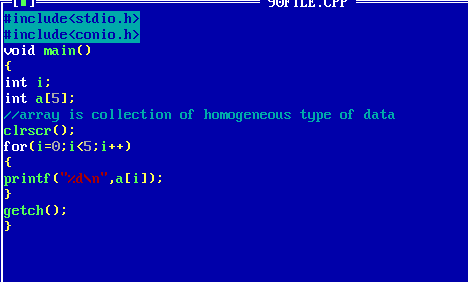 [■] 90FILE.CPP
#include<stdio.h>
#include<conio.h>
void main()
{
int i;
int a[5];
//array is collection of homogeneous type of data
clrscr();
for(i=0;i<5;i++)
{
printf("%d\n",a[i]);
}
getch();
}